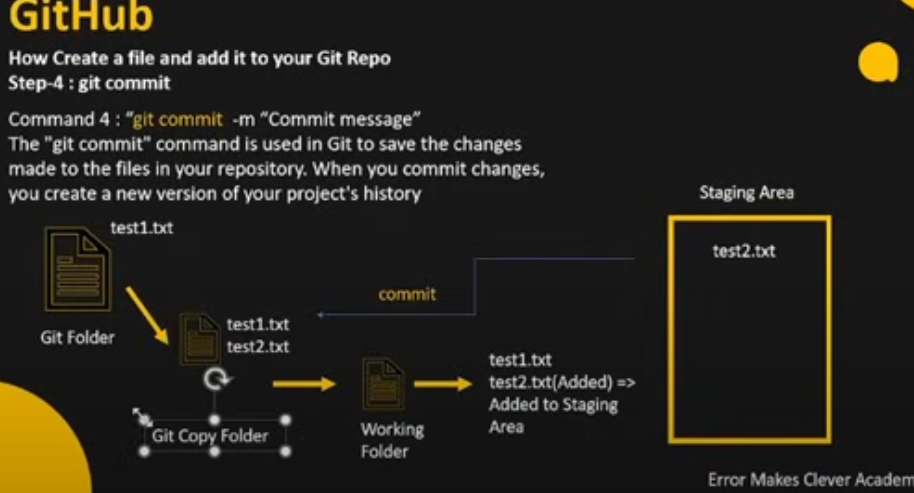 GitHub
How Create a file and add it to your Git Repo
Step-4 : git commit
Command 4 : "git commit -m "Commit message"
The "git commit" command is used in Git to save the changes
made to the files in your repository. When you commit changes,
you create a new version of your project's history
Staging Area
test2.txt
test1.txt
Git Folder
commit
test1.txt
test2.txt
Git Copy Folder
Working
Folder
test1.txt
test2.txt(Added) =>
Added to Staging
Area
Error Makes Clever Academ